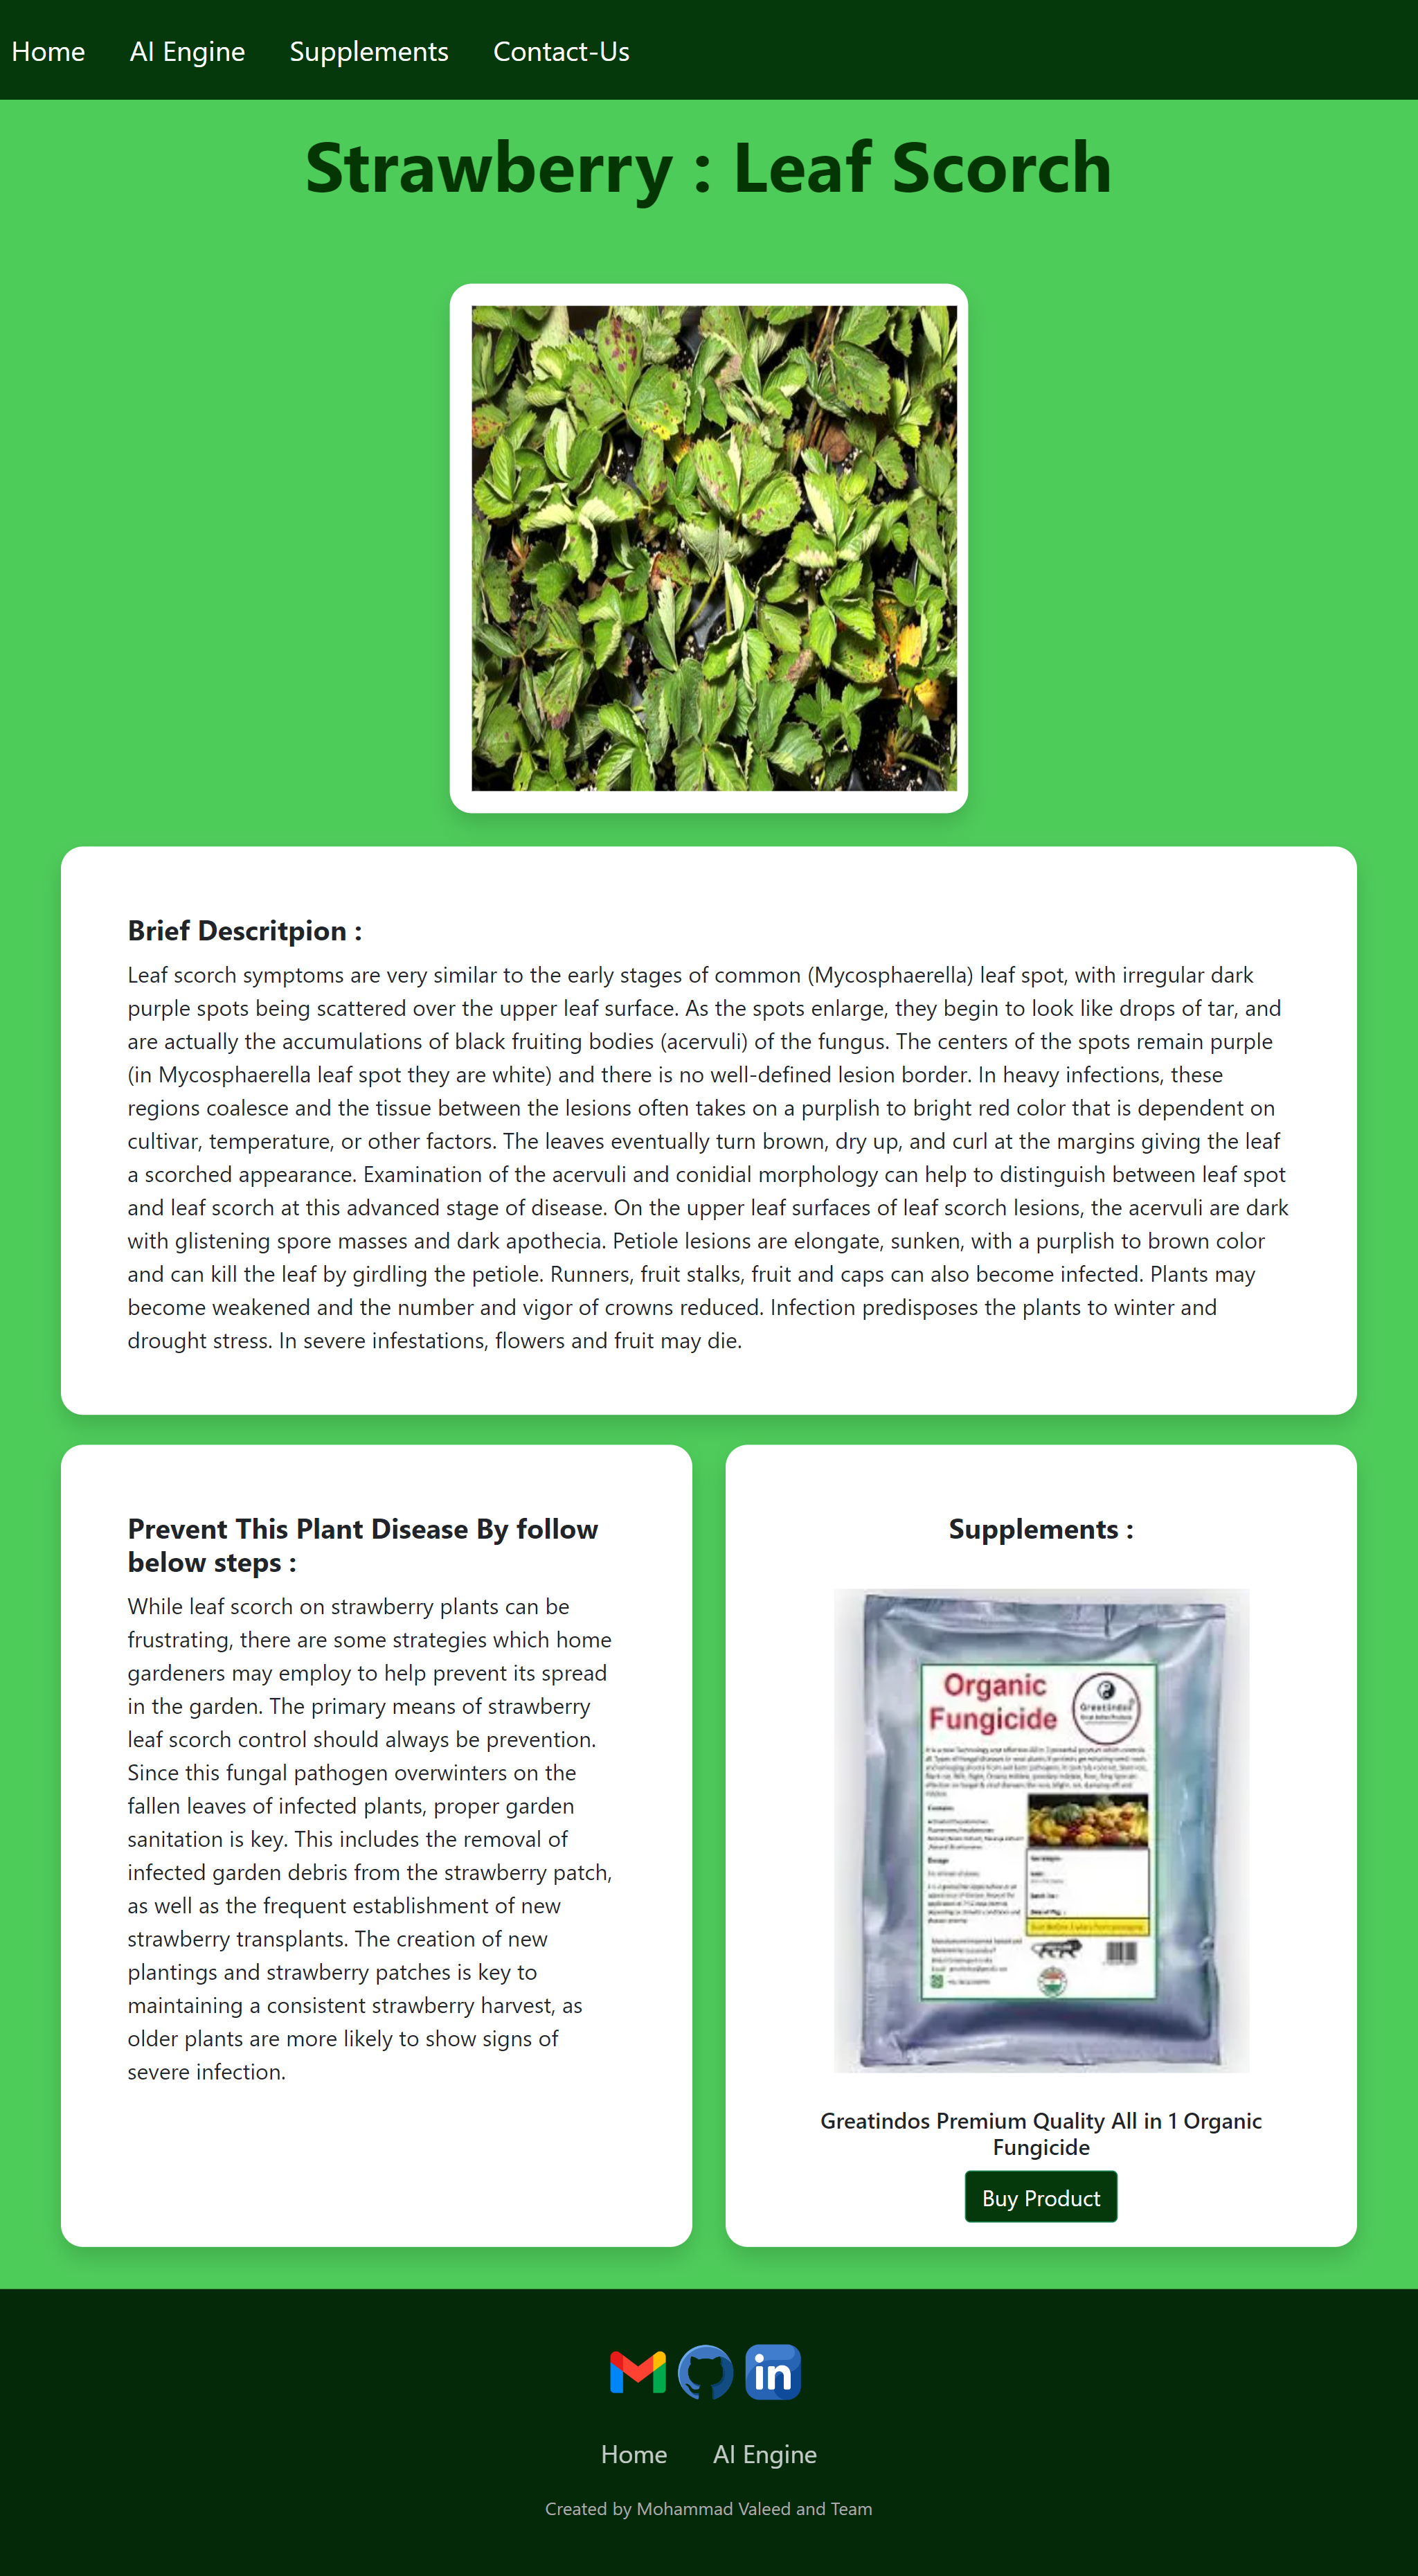 Home AI Engine Supplements Contact-Us
Strawberry : Leaf Scorch
Brief Descritpion :
Leaf scorch symptoms are very similar to the early stages of common (Mycosphaerella) leaf spot, with irregular dark
purple spots being scattered over the upper leaf surface. As the spots enlarge, they begin to look like drops of tar, and
are actually the accumulations of black fruiting bodies (acervuli) of the fungus. The centers of the spots remain purple
(in Mycosphaerella leaf spot they are white) and there is no well-defined lesion border. In heavy infections, these
regions coalesce and the tissue between the lesions often takes on a purplish to bright red color that is dependent on
cultivar, temperature, or other factors. The leaves eventually turn brown, dry up, and curl at the margins giving the leaf
a scorched appearance. Examination of the acervuli and conidial morphology can help to distinguish between leaf spot
and leaf scorch at this advanced stage of disease. On the upper leaf surfaces of leaf scorch lesions, the acervuli are dark
with glistening spore masses and dark apothecia. Petiole lesions are elongate, sunken, with a purplish to brown color
and can kill the leaf by girdling the petiole. Runners, fruit stalks, fruit and caps can also become infected. Plants may
become weakened and the number and vigor of crowns reduced. Infection predisposes the plants to winter and
drought stress. In severe infestations, flowers and fruit may die.
Prevent This Plant Disease By follow
below steps :
While leaf scorch on strawberry plants can be
frustrating, there are some strategies which home
gardeners may employ to help prevent its spread
in the garden. The primary means of strawberry
leaf scorch control should always be prevention.
Since this fungal pathogen overwinters on the
fallen leaves of infected plants, proper garden
sanitation is key. This includes the removal of
infected garden debris from the strawberry patch,
as well as the frequent establishment of new
strawberry transplants. The creation of new
plantings and strawberry patches is key to
maintaining a consistent strawberry harvest, as
older plants are more likely to show signs of
severe infection.
Supplements :
Organic
Fungicide
GreatIndos
Greatindos Premium Quality All in 1 Organic
Fungicide
Buy Product
in
Home AI Engine
Created by Mohammad Valeed and Team